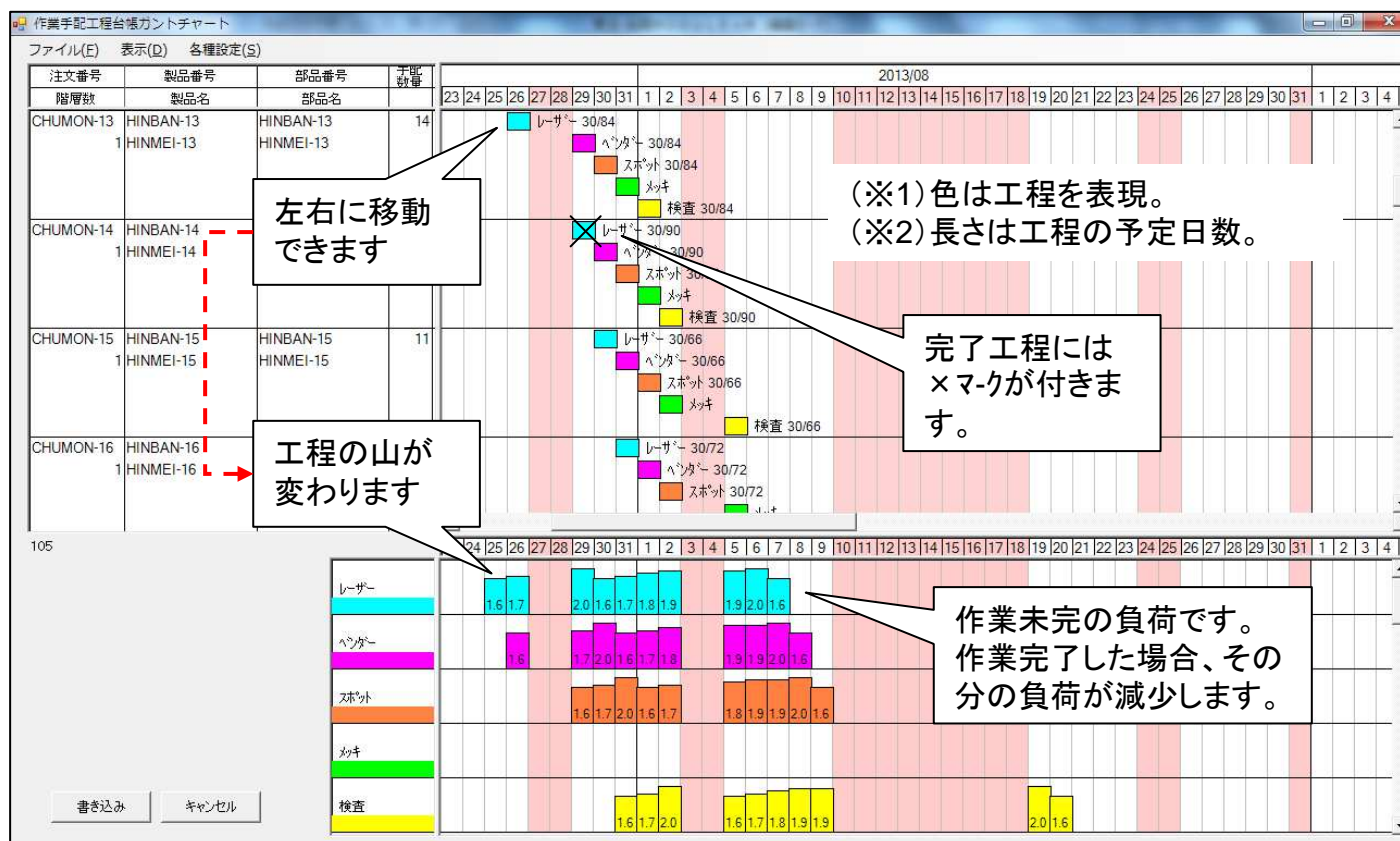 作業手配工程台帳ガントチャート
ファイル(F) 表示(D) 各種設定(S)
注文番号 製品番号 部品番号 手配数量
階層数 製品名 部品名
2013/08
23 24 25 26 27 28 29 30 31 1 2 3 4 5 6 7 8 9 10 11 12 13 14 15 16 17 18 19 20 21 22 23 24 25 26 27 28 29 30 31 1 2 3 4
CHUMON-13 HINBAN-13 HINBAN-13 14
1 HINMEI-13 HINMEI-13
レーザー 30/84
ベンダー 30/84
スポット 30/84
メッキ
検査 30/84
左右に移動
できます
(※1)色は工程を表現。
(※2)長さは工程の予定日数。
CHUMON-14 HINBAN-14
1 HINMEI-14
レーザー 30/90
ベンダー 30/90
スポット
メッキ
検査 30/90
完了工程には
×マークが付きま
す。
CHUMON-15 HINBAN-15 HINBAN-15 11
1 HINMEI-15 HINMEI-15
レーザー 30/66
ベンダー 30/66
スポット 30/66
メッキ
検査 30/66
CHUMON-16 HINBAN-16
1 HINMEI-16
レーザー 30/72
ベンダー 30/72
スポット 30/72
工程の山が
変わります
105
24 25 26 27 28 29 30 31 1 2 3 4 5 6 7 8 9 10 11 12 13 14 15 16 17 18 19 20 21 22 23 24 25 26 27 28 29 30 31 1 2 3 4
レーザー
1.6 1.7 2.0 1.6 1.7 1.8 1.9 1.9 2.0 1.6
ベンダー
1.6 1.7 2.0 1.6 1.7 1.8 1.9 1.9 2.0 1.6
スポット
1.6 1.7 2.0 1.6 1.7 1.8 1.9 1.9 2.0 1.6
メッキ
検査
1.6 1.7 2.0 1.6 1.7 1.8 1.9 1.9 2.0 1.6
作業未完の負荷です。
作業完了した場合、その
分の負荷が減少します。
書き込み キャンセル